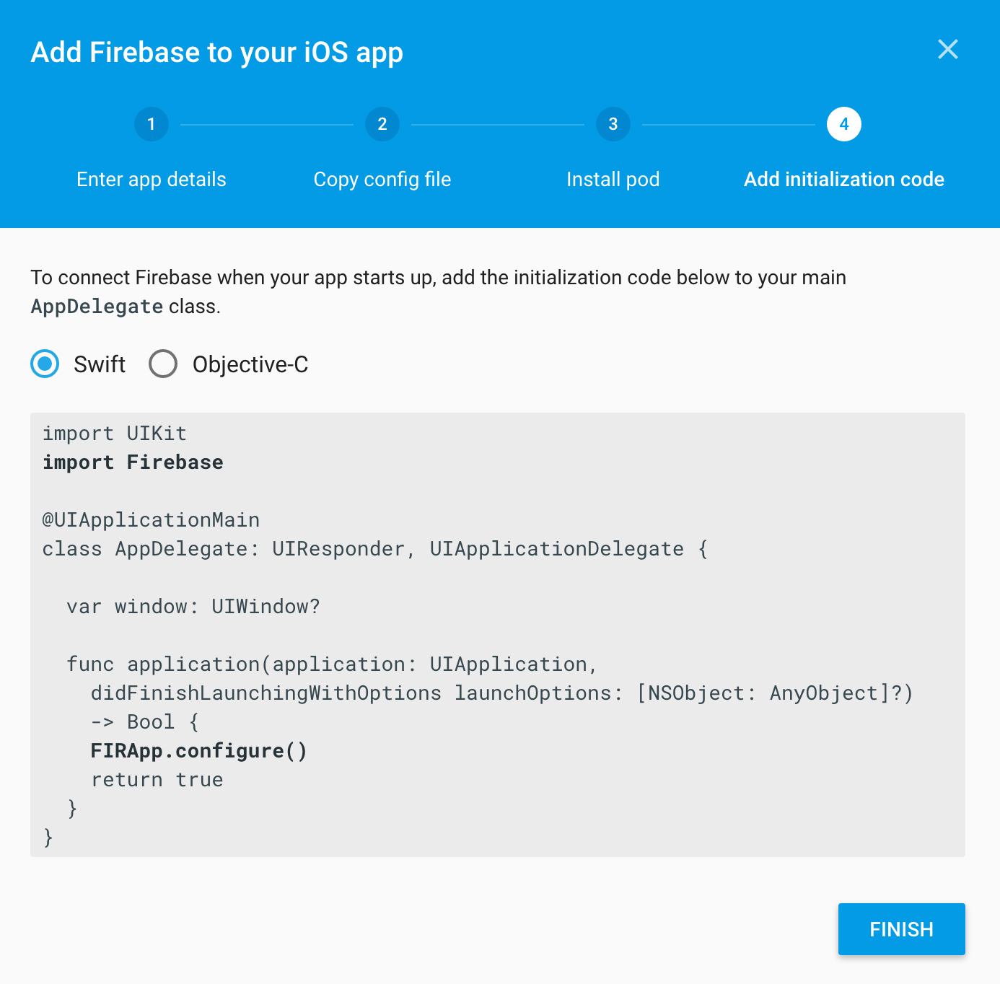 Add Firebase to your iOS app
1
2
3
4
Enter app details
Copy config file
Install pod
Add initialization code
To connect Firebase when your app starts up, add the initialization code below to your main
AppDelegate class.
Swift
Objective-C
import UIKit
import Firebase
@UIApplicationMain
class AppDelegate: UIResponder, UIApplicationDelegate {
  var window: UIWindow?
  func application(application: UIApplication,
    didFinishLaunchingWithOptions launchOptions: [NSObject: AnyObject]?)
    -> Bool {
    FIRApp.configure()
    return true
  }
}
FINISH